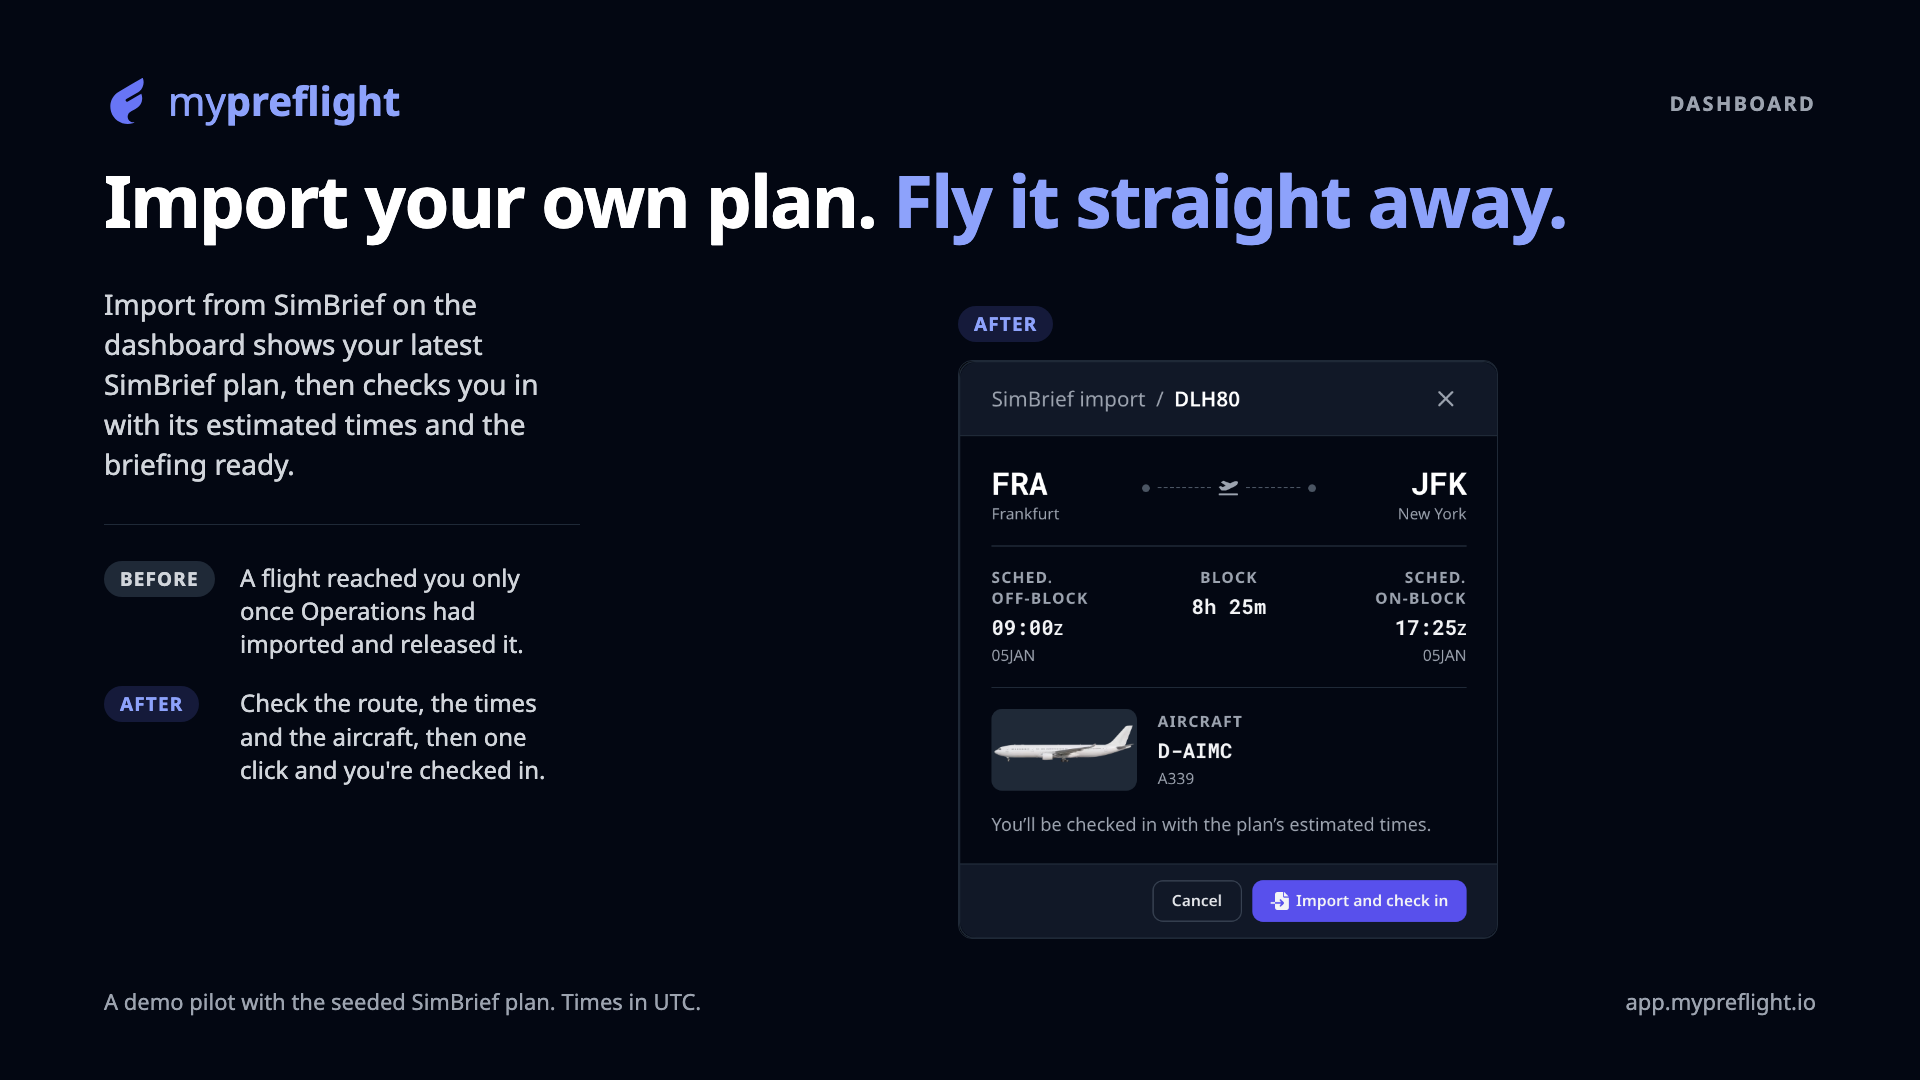 mypreflight
DASHBOARD
Import your own plan. Fly it straight away.
Import from SimBrief on the
dashboard shows your latest
SimBrief plan, then checks you in
with its estimated times and the
briefing ready.
BEFORE
A flight reached you only
once Operations had
imported and released it.
AFTER
Check the route, the times
and the aircraft, then one
click and you're checked in.
AFTER
SimBrief import / DLH80
FRA
JFK
Frankfurt
New York
SCHED.
OFF-BLOCK
09:00z
05JAN
BLOCK
8h 25m
SCHED.
ON-BLOCK
17:25z
05JAN
AIRCRAFT
D-AIMC
A339
You’ll be checked in with the plan’s estimated times.
Cancel
Import and check in
A demo pilot with the seeded SimBrief plan. Times in UTC.
app.mypreflight.io